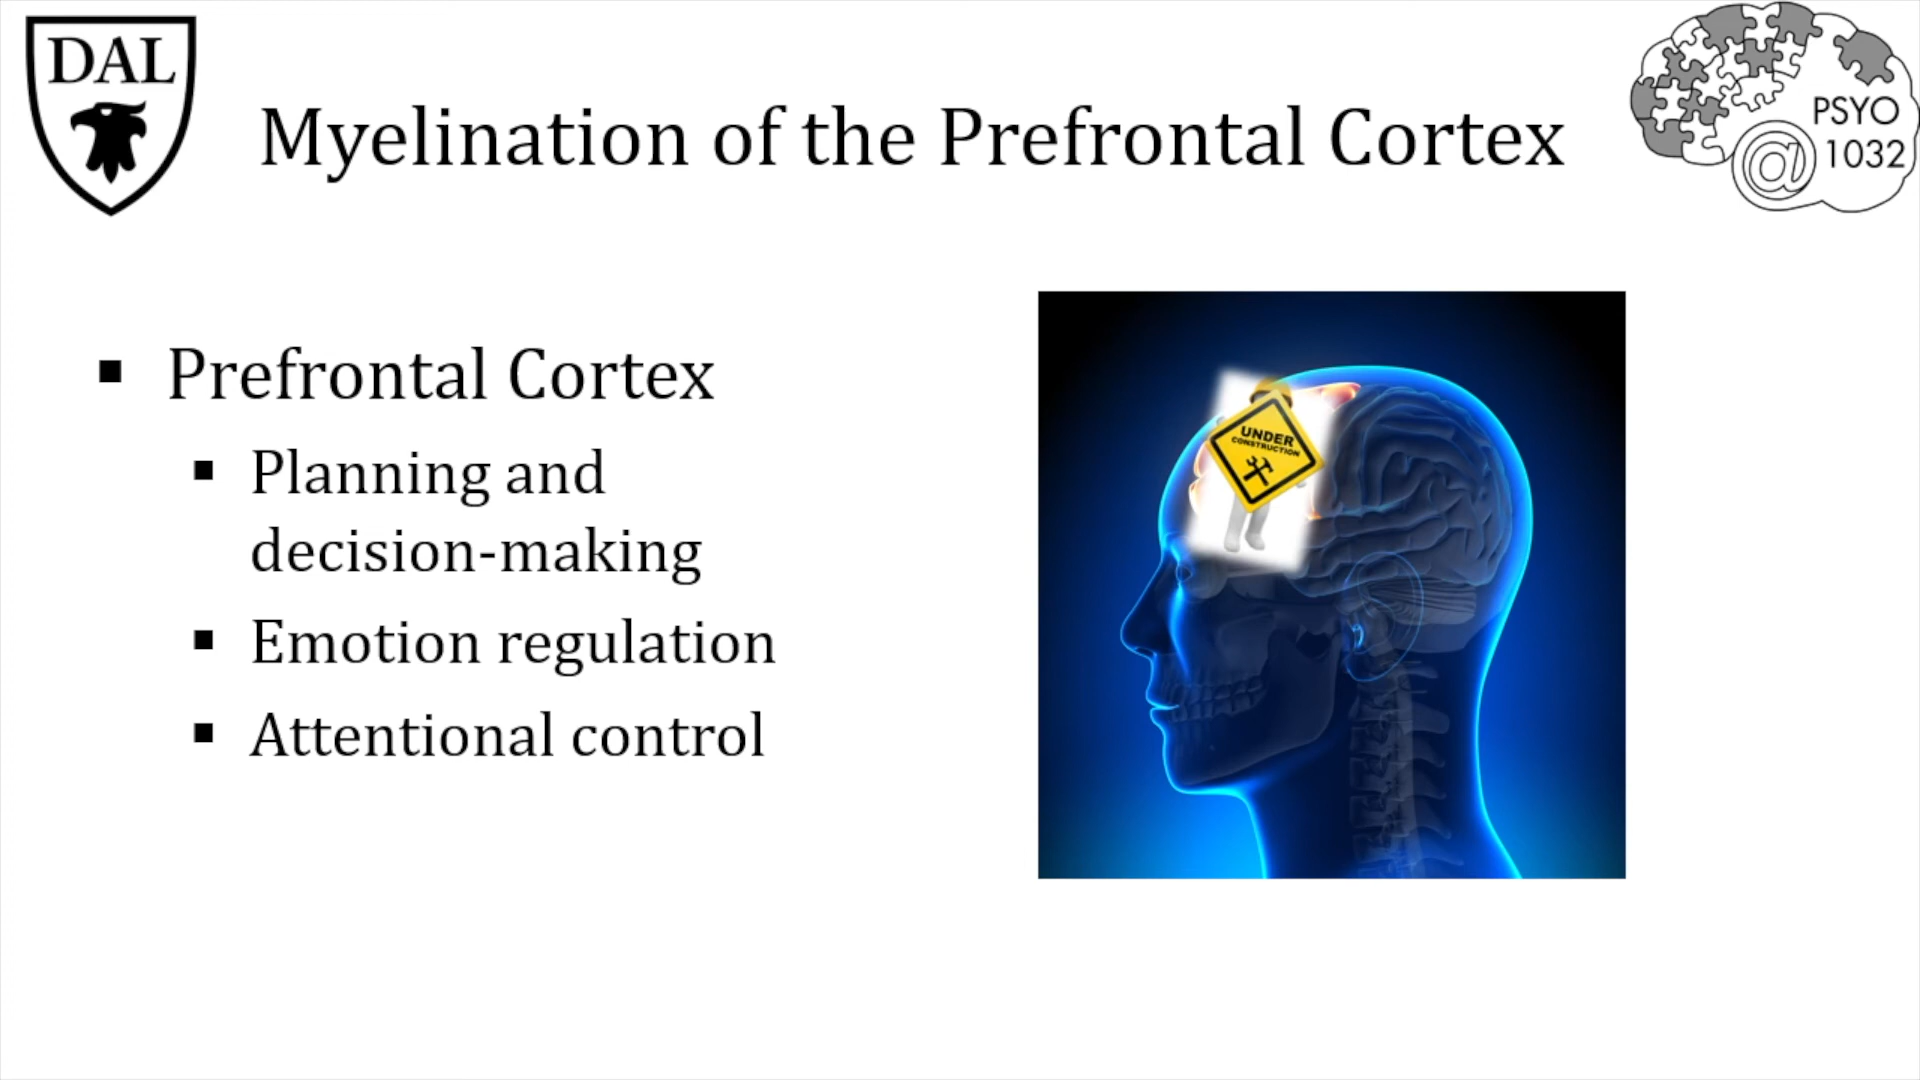 DAL
Myelination of the Prefrontal Cortex
PSYO
@ 1032
▪ Prefrontal Cortex
▪ Planning and
decision-making
▪ Emotion regulation
▪ Attentional control
UNDER
CONSTRUCTION